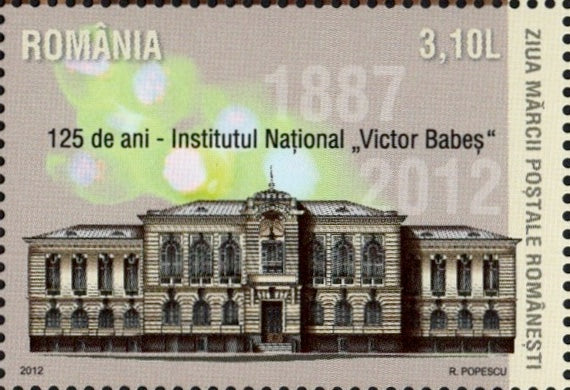 ROMÂNIA
3,10L
1887
125 de ani - Institutul Național „Victor Babeș“
2012
2012
R. POPESCU
ZIUA MĂRCII POȘTALE ROMÂNEȘTI